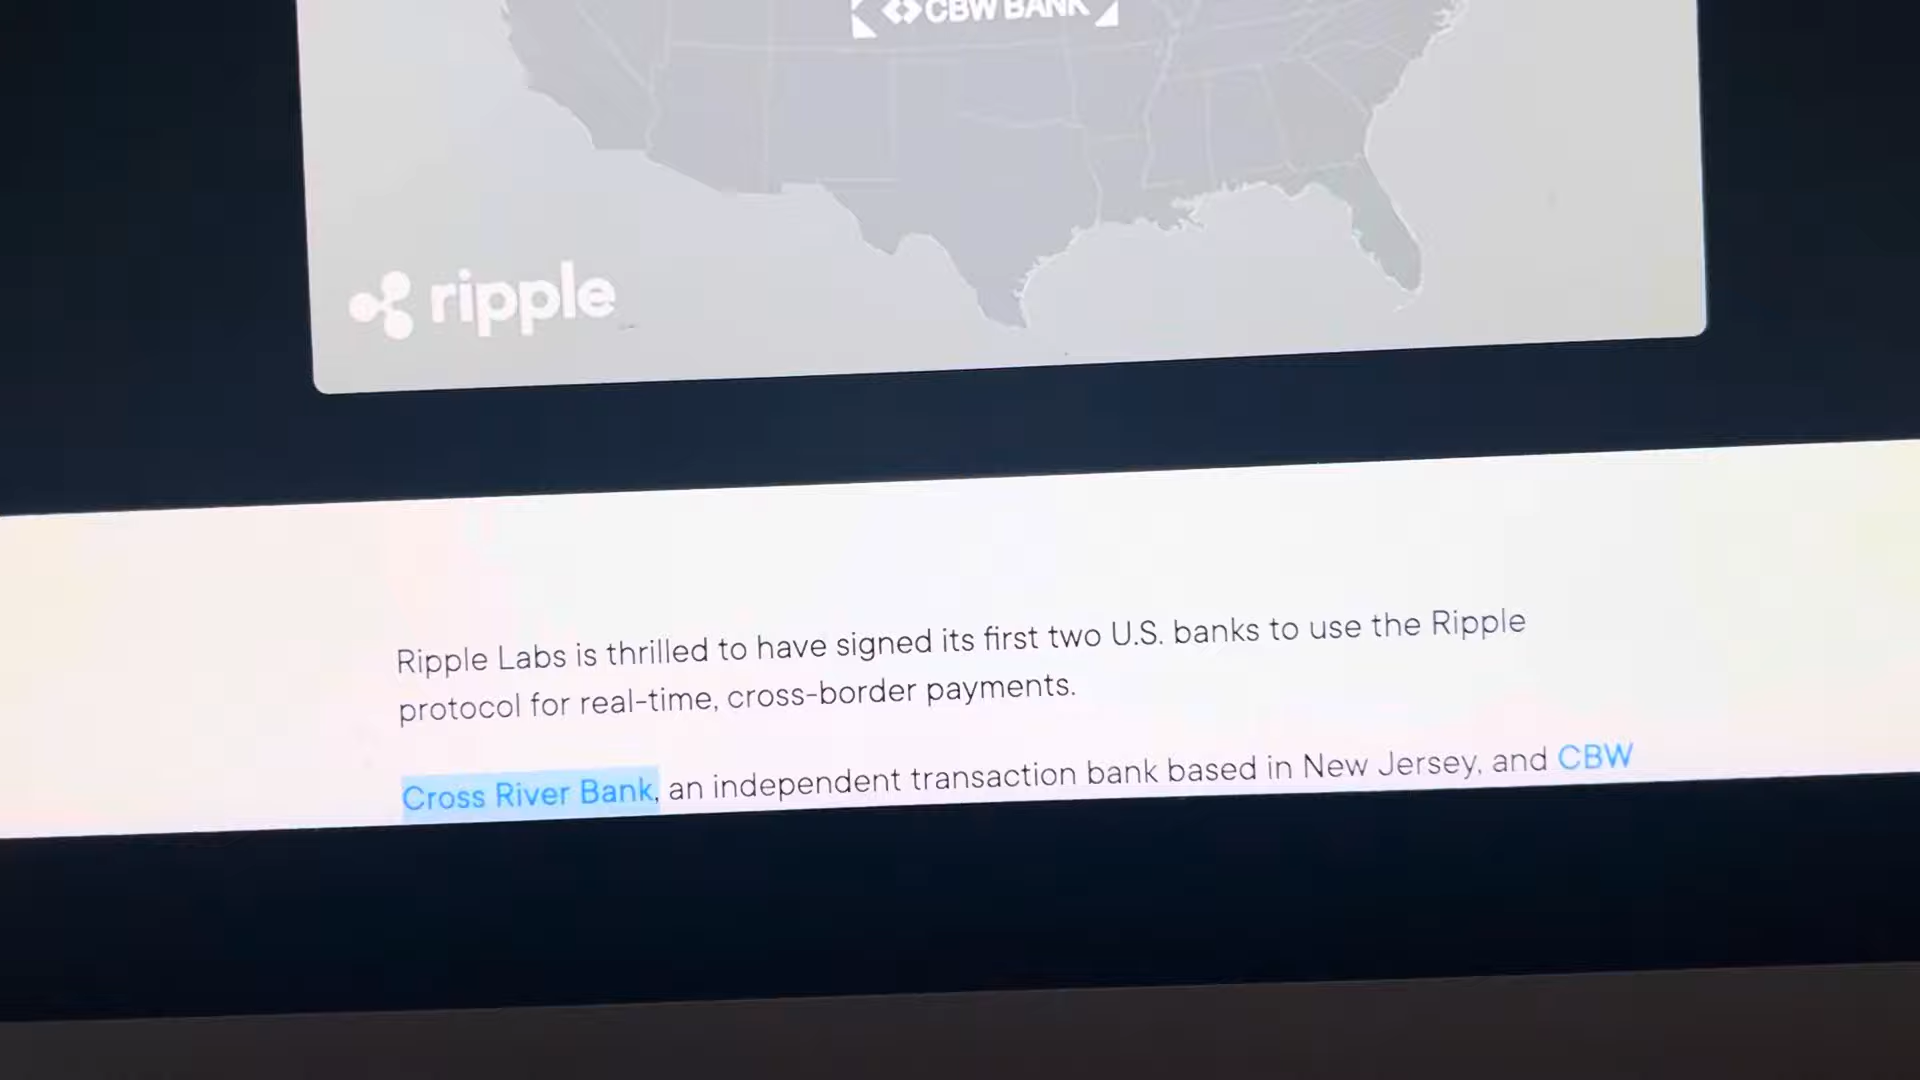 CBW BANK
ripple
Ripple Labs is thrilled to have signed its first two U.S. banks to use the Ripple
protocol for real-time, cross-border payments.
Cross River Bank, an independent transaction bank based in New Jersey, and CBW